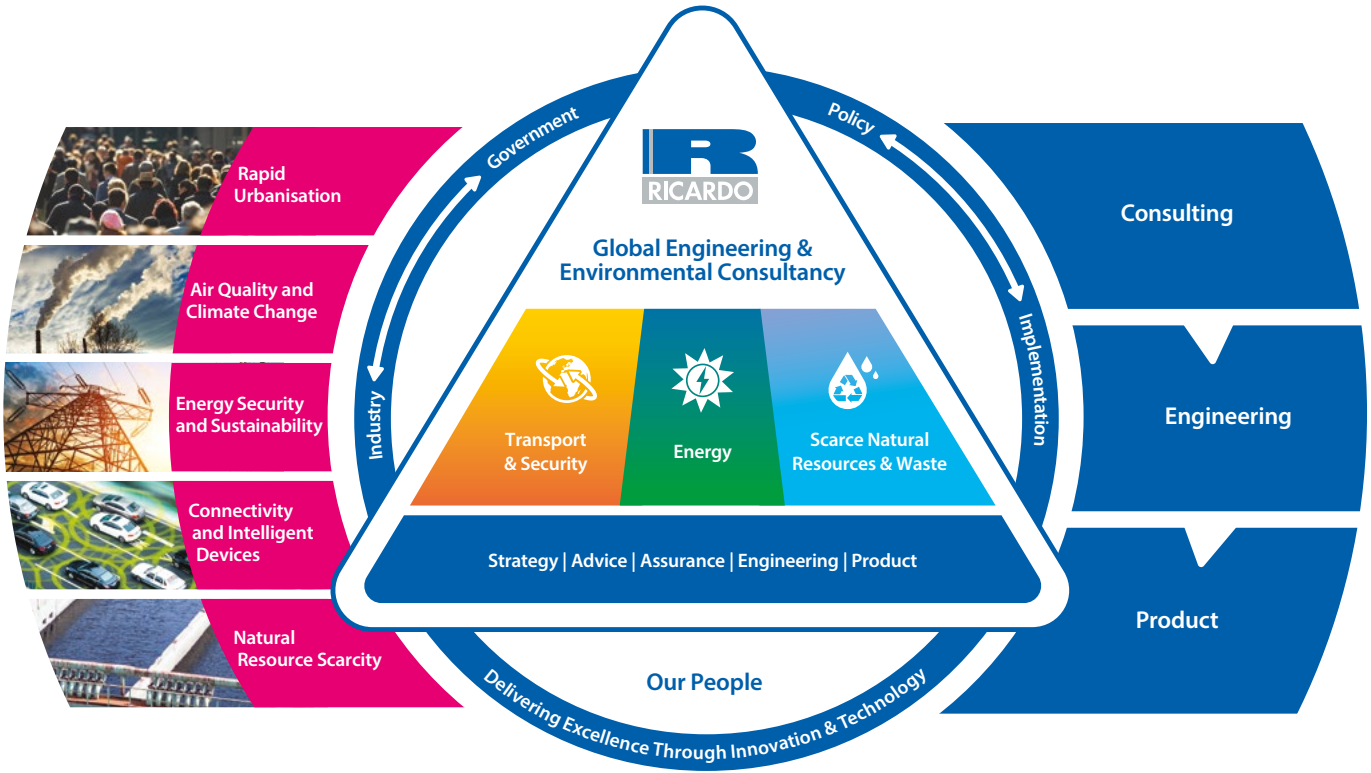 Rapid
Urbanisation
Air Quality and
Climate Change
Energy Security
and Sustainability
Connectivity
and Intelligent
Devices
Natural
Resource Scarcity
Government
Industry
Policy
Implementation
R
RICARDO
Global Engineering &
Environmental Consultancy
Transport
& Security
Energy
Scarce Natural
Resources & Waste
Strategy | Advice | Assurance | Engineering | Product
Our People
Delivering Excellence Through Innovation & Technology
Consulting
Engineering
Product